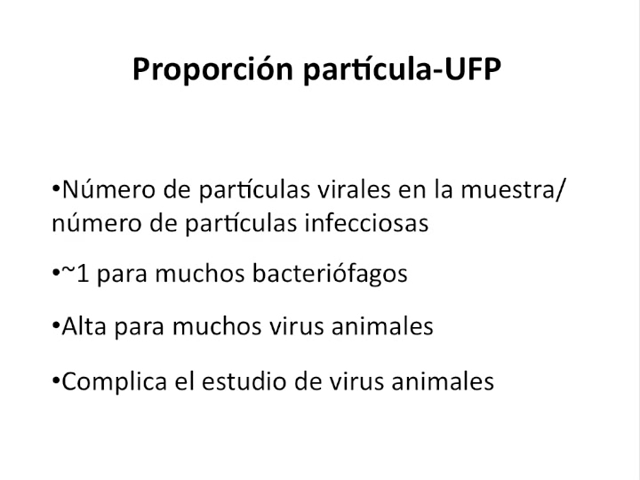 Proporción partícula-UFP
•Número de partículas virales en la muestra/
número de partículas infecciosas
•~1 para muchos bacteriófagos
•Alta para muchos virus animales
•Complica el estudio de virus animales